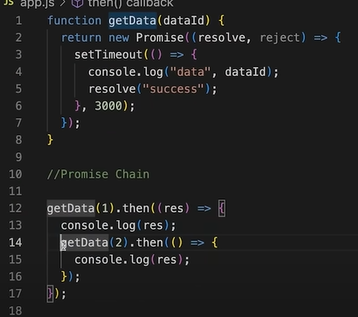 JS app.js > then() callback
1 function getData(dataId) {
2 return new Promise((resolve, reject) => {
3 setTimeout(() => {
4 console.log("data", dataId);
5 resolve("success");
6 }, 3000);
7 });
8 }
9
10 //Promise Chain
11
12 getData(1).then((res) => {
13 console.log(res);
14 getData(2).then(() => {
15 console.log(res);
16 });
17 });
18